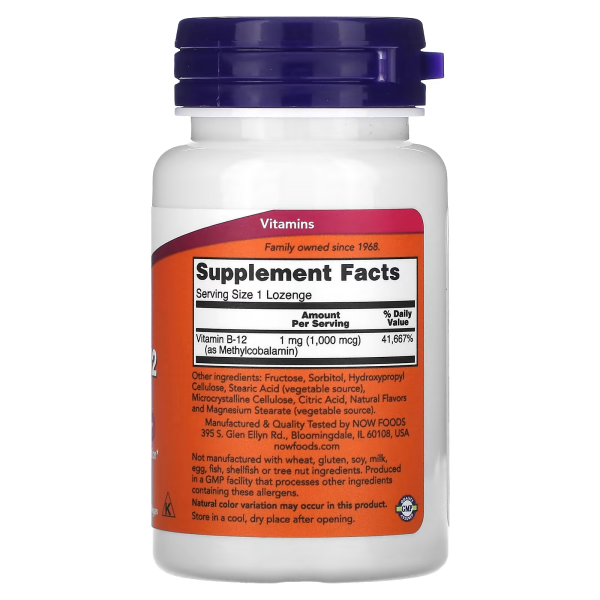 Vitamins
Family owned since 1968.
Supplement Facts
Serving Size 1 Lozenge
Amount Per Serving
% Daily Value
Vitamin B-12 1 mg (1,000 mcg) 41,667%
(as Methylcobalamin)
Other ingredients: Fructose, Sorbitol, Hydroxypropyl
Cellulose, Stearic Acid (vegetable source),
Microcrystalline Cellulose, Citric Acid, Natural Flavors
and Magnesium Stearate (vegetable source).
Manufactured & Quality Tested by NOW FOODS
395 S. Glen Ellyn Rd., Bloomingdale, IL 60108, USA
nowfoods.com
Not manufactured with wheat, gluten, soy, milk,
egg, fish, shellfish or tree nut ingredients. Produced
in a GMP facility that processes other ingredients
containing these allergens.
Natural color variation may occur in this product.
Store in a cool, dry place after opening.
2
K
GMP